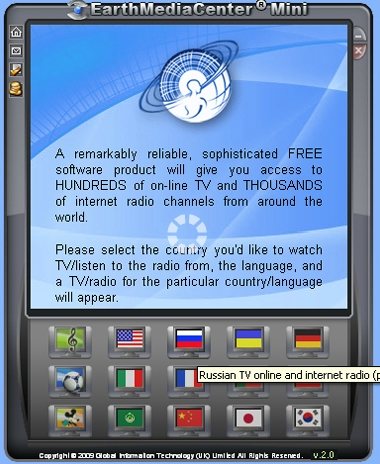 EarthMediaCenter® Mini
A remarkably reliable, sophisticated FREE
software product will give you access to
HUNDREDS of on-line TV and THOUSANDS
of internet radio channels from around the
world.
Please select the country you'd like to watch
TV/listen to the radio from, the language, and
a TV/radio for the particular country/language
will appear.
Russian TV online and internet radio (p
Copyright © 2009 Global Information Technology (UK) Limited All Rights Reserved. v.2.0